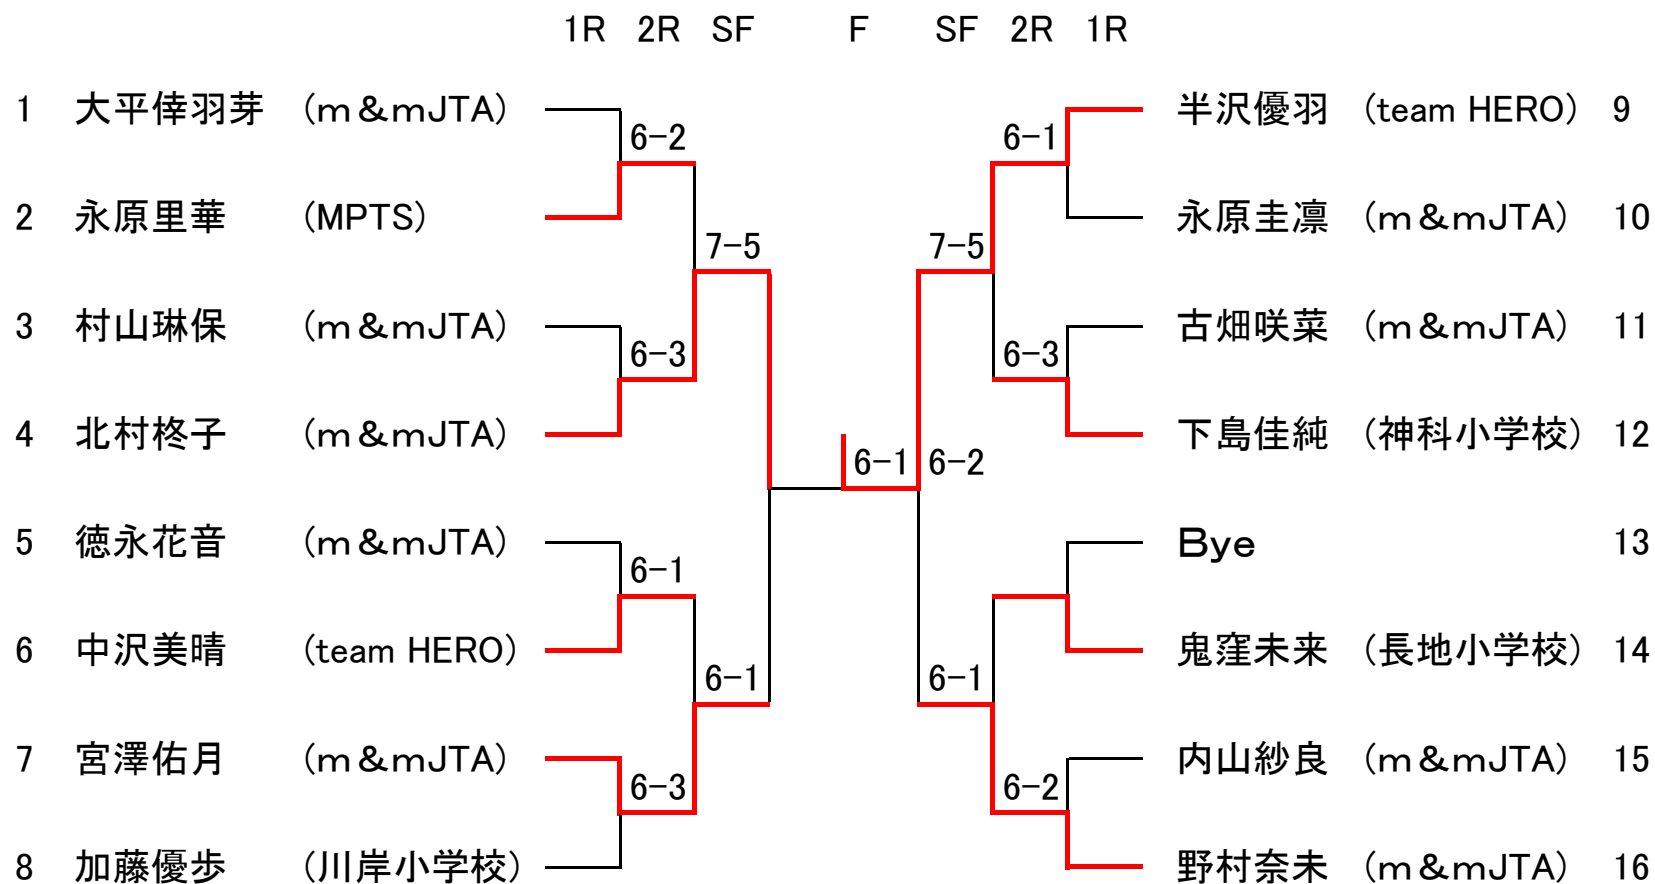 1R 2R SF F SF 2R 1R
1 大平倖羽芽 (m&mJTA) 半沢優羽 (team HERO) 9
6-2 6-1
2 永原里華 (MPTS) 永原圭凛 (m&mJTA) 10
7-5 7-5
3 村山琳保 (m&mJTA) 古畑咲菜 (m&mJTA) 11
6-3 6-3
4 北村柊子 (m&mJTA) 下島佳純 (神科小学校) 12
6-1 6-2
5 徳永花音 (m&mJTA) Bye 13
6-1
6 中沢美晴 (team HERO) 鬼窪未来 (長地小学校) 14
6-1 6-1
7 宮澤佑月 (m&mJTA) 内山紗良 (m&mJTA) 15
6-3 6-2
8 加藤優歩 (川岸小学校) 野村奈未 (m&mJTA) 16